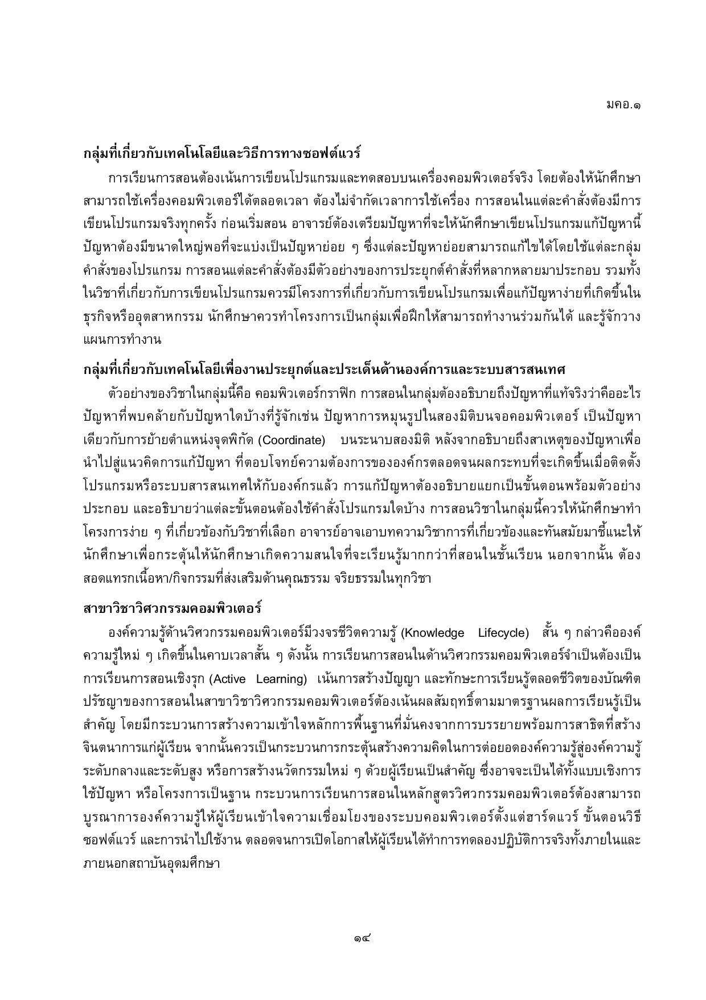 มคอ.๑
กลุ่มที่เกี่ยวกับเทคโนโลยีและวิธีการทางซอฟต์แวร์
การเรียนการสอนต้องเน้นการเขียนโปรแกรมและทดสอบบนเครื่องคอมพิวเตอร์จริง โดยต้องให้นักศึกษา
สามารถใช้เครื่องคอมพิวเตอร์ได้ตลอดเวลา ต้องไม่จำกัดเวลาการใช้เครื่อง การสอนในแต่ละคำสั่งต้องมีการ
เขียนโปรแกรมจริงทุกครั้ง ก่อนเริ่มสอน อาจารย์ต้องเตรียมปัญหาที่จะให้นักศึกษาเขียนโปรแกรมแก้ปัญหานี้
ปัญหาต้องมีขนาดใหญ่พอที่จะแบ่งเป็นปัญหาย่อย ๆ ซึ่งแต่ละปัญหาย่อยสามารถแก้ไขได้โดยใช้แต่ละกลุ่ม
คำสั่งของโปรแกรม การสอนแต่ละคำสั่งต้องมีตัวอย่างของการประยุกต์คำสั่งที่หลากหลายมาประกอบ รวมทั้ง
ในวิชาที่เกี่ยวกับการเขียนโปรแกรมควรมีโครงการที่เกี่ยวกับการเขียนโปรแกรมเพื่อแก้ปัญหาง่ายที่เกิดขึ้นใน
ธุรกิจหรืออุตสาหกรรม นักศึกษาควรทำโครงการเป็นกลุ่มเพื่อฝึกให้สามารถทำงานร่วมกันได้ และรู้จักวาง
แผนการทำงาน
กลุ่มที่เกี่ยวกับเทคโนโลยีเพื่องานประยุกต์และประเด็นด้านองค์การและระบบสารสนเทศ
ตัวอย่างของวิชาในกลุ่มนี้คือ คอมพิวเตอร์กราฟิก การสอนในกลุ่มต้องอธิบายถึงปัญหาที่แท้จริงว่าคืออะไร
ปัญหาที่พบคล้ายกับปัญหาใดบ้างที่รู้จักเช่น ปัญหาการหมุนรูปในสองมิติบนจอคอมพิวเตอร์ เป็นปัญหา
เดียวกับการย้ายตำแหน่งจุดพิกัด (Coordinate) บนระนาบสองมิติ หลังจากอธิบายถึงสาเหตุของปัญหาเพื่อ
นำไปสู่แนวคิดการแก้ปัญหา ที่ตอบโจทย์ความต้องการขององค์กรตลอดจนผลกระทบที่จะเกิดขึ้นเมื่อติดตั้ง
โปรแกรมหรือระบบสารสนเทศให้กับองค์กรแล้ว การแก้ปัญหาต้องอธิบายแยกเป็นขั้นตอนพร้อมตัวอย่าง
ประกอบ และอธิบายว่าแต่ละขั้นตอนต้องใช้คำสั่งโปรแกรมใดบ้าง การสอนวิชาในกลุ่มนี้ควรให้นักศึกษาทำ
โครงการง่าย ๆ ที่เกี่ยวข้องกับวิชาที่เลือก อาจารย์อาจเอาบทความวิชาการที่เกี่ยวข้องและทันสมัยมาชี้แนะให้
นักศึกษาเพื่อกระตุ้นให้นักศึกษาเกิดความสนใจที่จะเรียนรู้มากกว่าที่สอนในชั้นเรียน นอกจากนั้น ต้อง
สอดแทรกเนื้อหา/กิจกรรมที่ส่งเสริมด้านคุณธรรม จริยธรรมในทุกวิชา
สาขาวิชาวิศวกรรมคอมพิวเตอร์
องค์ความรู้ด้านวิศวกรรมคอมพิวเตอร์มีวงจรชีวิตความรู้ (Knowledge Lifecycle) สั้น ๆ กล่าวคือองค์
ความรู้ใหม่ ๆ เกิดขึ้นในคาบเวลาสั้น ๆ ดังนั้น การเรียนการสอนในด้านวิศวกรรมคอมพิวเตอร์จำเป็นต้องเป็น
การเรียนการสอนเชิงรุก (Active Learning) เน้นการสร้างปัญญา และทักษะการเรียนรู้ตลอดชีวิตของบัณฑิต
ปรัชญาของการสอนในสาขาวิชาวิศวกรรมคอมพิวเตอร์ต้องเน้นผลสัมฤทธิ์ตามมาตรฐานผลการเรียนรู้เป็น
สำคัญ โดยมีกระบวนการสร้างความเข้าใจหลักการพื้นฐานที่มั่นคงจากการบรรยายพร้อมการสาธิตที่สร้าง
จินตนาการแก่ผู้เรียน จากนั้นควรเป็นกระบวนการกระตุ้นสร้างความคิดในการต่อยอดองค์ความรู้สู่องค์ความรู้
ระดับกลางและระดับสูง หรือการสร้างนวัตกรรมใหม่ ๆ ด้วยผู้เรียนเป็นสำคัญ ซึ่งอาจจะเป็นได้ทั้งแบบเชิงการ
ใช้ปัญหา หรือโครงการเป็นฐาน กระบวนการเรียนการสอนในหลักสูตรวิศวกรรมคอมพิวเตอร์ต้องสามารถ
บูรณาการองค์ความรู้ให้ผู้เรียนเข้าใจความเชื่อมโยงของระบบคอมพิวเตอร์ตั้งแต่ฮาร์ดแวร์ ขั้นตอนวิธี
ซอฟต์แวร์ และการนำไปใช้งาน ตลอดจนการเปิดโอกาสให้ผู้เรียนได้ทำการทดลองปฏิบัติการจริงทั้งภายในและ
ภายนอกสถาบันอุดมศึกษา
๑๔